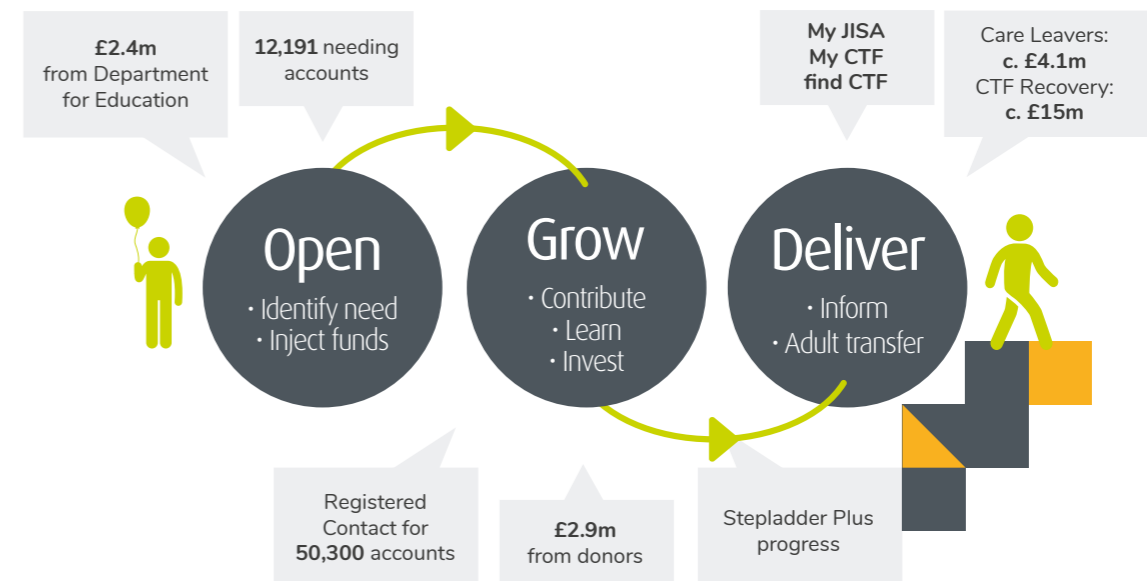 £2.4m
from Department
for Education
12,191 needing
accounts
My JISA
My CTF
find CTF
Care Leavers:
c. £4.1m
CTF Recovery:
c. £15m
Open
· Identify need
· Inject funds
Grow
· Contribute
· Learn
· Invest
Deliver
· Inform
· Adult transfer
Registered
Contact for
50,300 accounts
£2.9m
from donors
Stepladder Plus
progress